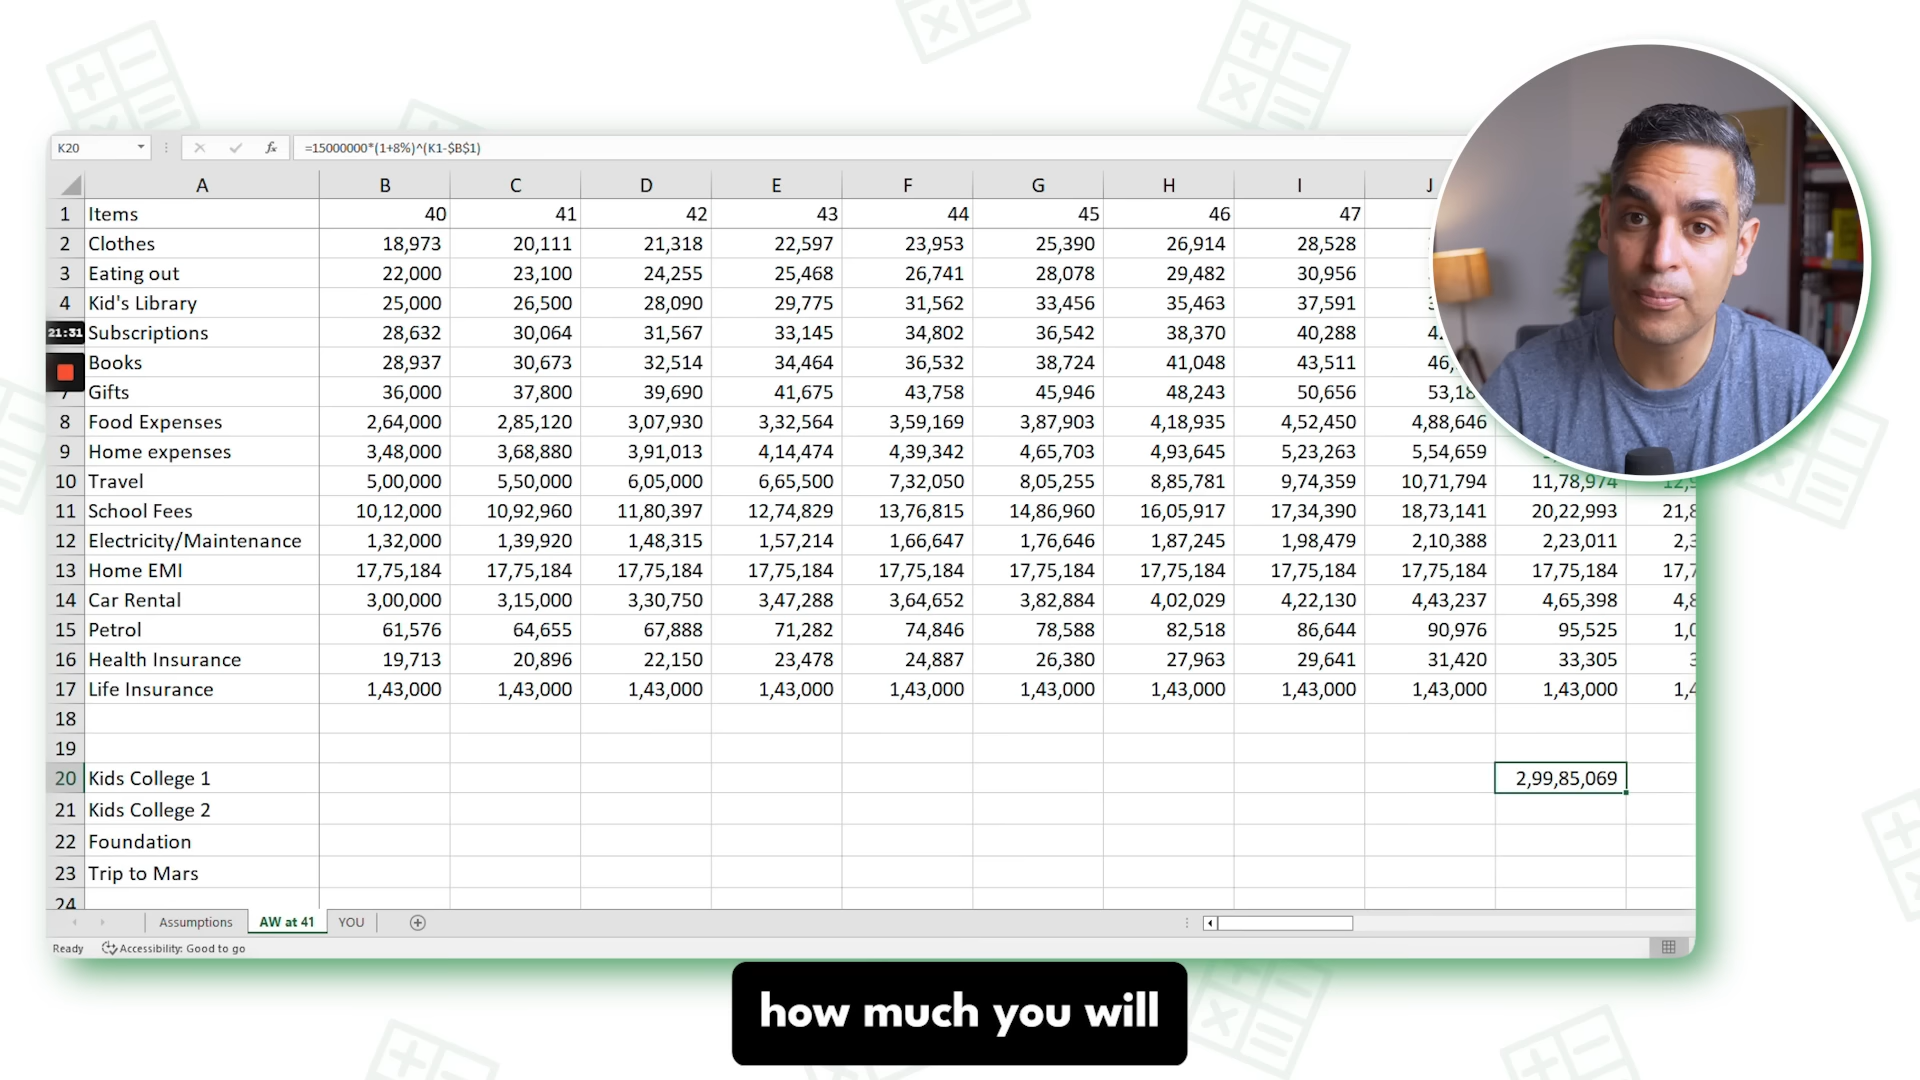 K20 fx =15000000*(1+8%)^(K1-$B$1)
A B C D E F G H I J
1 Items 40 41 42 43 44 45 46 47
2 Clothes 18,973 20,111 21,318 22,597 23,953 25,390 26,914 28,528
3 Eating out 22,000 23,100 24,255 25,468 26,741 28,078 29,482 30,956
4 Kid's Library 25,000 26,500 28,090 29,775 31,562 33,456 35,463 37,591
21:31 Subscriptions 28,632 30,064 31,567 33,145 34,802 36,542 38,370 40,288
Books 28,937 30,673 32,514 34,464 36,532 38,724 41,048 43,511 46,
7 Gifts 36,000 37,800 39,690 41,675 43,758 45,946 48,243 50,656 53,18
8 Food Expenses 2,64,000 2,85,120 3,07,930 3,32,564 3,59,169 3,87,903 4,18,935 4,52,450 4,88,646
9 Home expenses 3,48,000 3,68,880 3,91,013 4,14,474 4,39,342 4,65,703 4,93,645 5,23,263 5,54,659
10 Travel 5,00,000 5,50,000 6,05,000 6,65,500 7,32,050 8,05,255 8,85,781 9,74,359 10,71,794 11,78,974
11 School Fees 10,12,000 10,92,960 11,80,397 12,74,829 13,76,815 14,86,960 16,05,917 17,34,390 18,73,141 20,22,993 21,8
12 Electricity/Maintenance 1,32,000 1,39,920 1,48,315 1,57,214 1,66,647 1,76,646 1,87,245 1,98,479 2,10,388 2,23,011 2,3
13 Home EMI 17,75,184 17,75,184 17,75,184 17,75,184 17,75,184 17,75,184 17,75,184 17,75,184 17,75,184 17,75,184 17,7
14 Car Rental 3,00,000 3,15,000 3,30,750 3,47,288 3,64,652 3,82,884 4,02,029 4,22,130 4,43,237 4,65,398 4,8
15 Petrol 61,576 64,655 67,888 71,282 74,846 78,588 82,518 86,644 90,976 95,525 1,0
16 Health Insurance 19,713 20,896 22,150 23,478 24,887 26,380 27,963 29,641 31,420 33,305
17 Life Insurance 1,43,000 1,43,000 1,43,000 1,43,000 1,43,000 1,43,000 1,43,000 1,43,000 1,43,000 1,43,000 1,4
18
19
20 Kids College 1 2,99,85,069
21 Kids College 2
22 Foundation
23 Trip to Mars
24
Assumptions AW at 41 YOU
Ready Accessibility: Good to go
how much you will